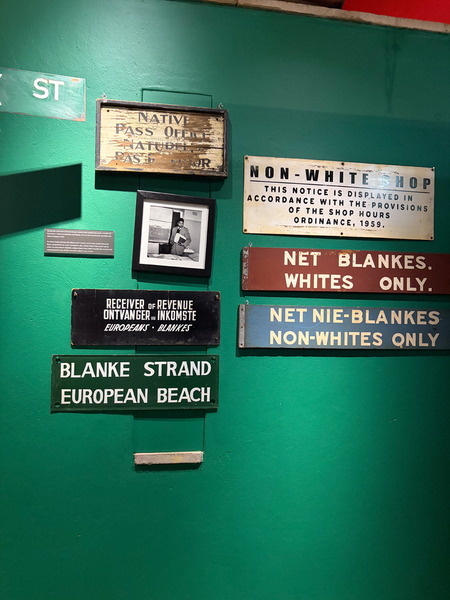 ST
NATIVE
PASS OFFICE
NON-WHITE SHOP
THIS NOTICE IS DISPLAYED IN
ACCORDANCE WITH THE PROVISIONS
OF THE SHOP HOURS
ORDINANCE, 1959.
NET BLANKES.
WHITES ONLY.
RECEIVER OF REVENUE
ONTVANGER VAN INKOMSTE
EUROPEANS · BLANKES
NET NIE-BLANKES
NON-WHITES ONLY
BLANKE STRAND
EUROPEAN BEACH